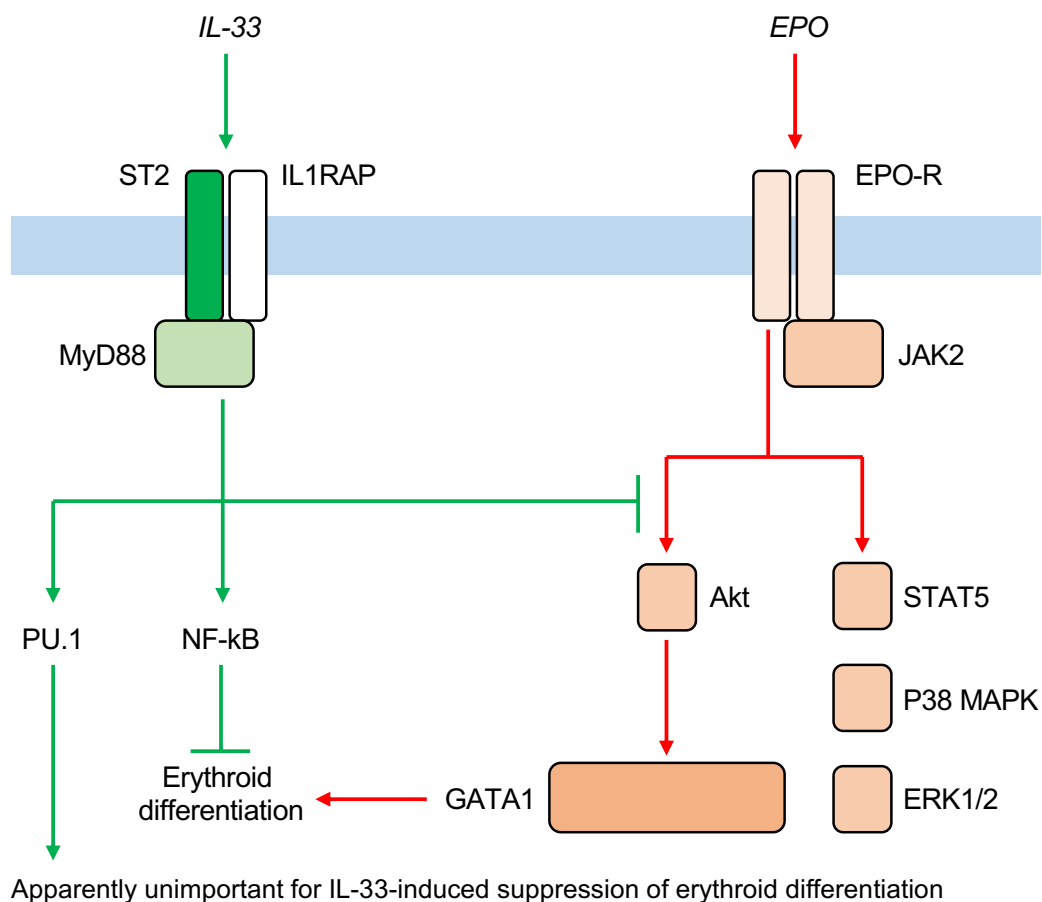 IL-33
EPO
ST2
IL1RAP
EPO-R
MyD88
JAK2
Akt
STAT5
PU.1
NF-kB
P38 MAPK
Erythroid
differentiation
GATA1
ERK1/2
Apparently unimportant for IL-33-induced suppression of erythroid differentiation